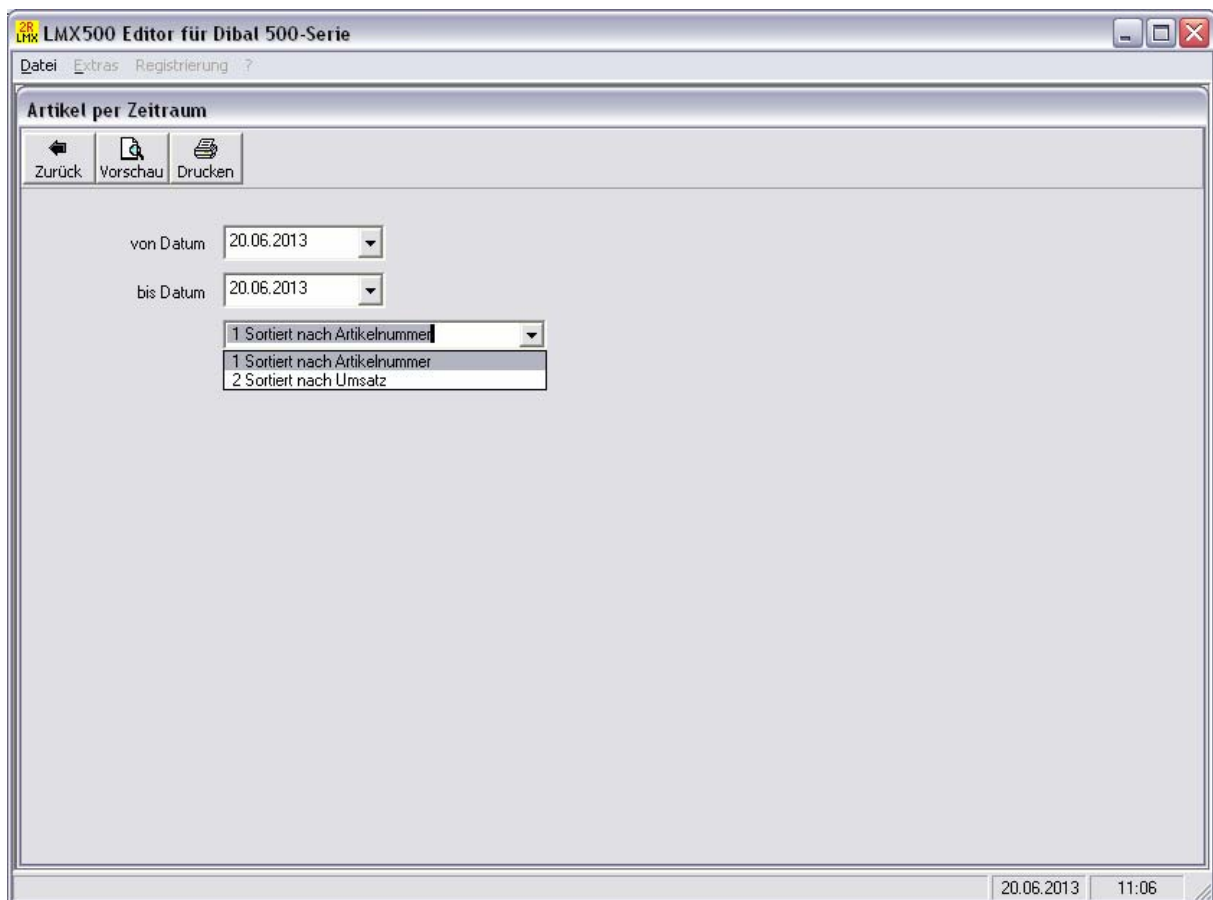 2R LMX LMX500 Editor für Dibal 500-Serie
Datei Extras Registrierung ?
Artikel per Zeitraum
Zurück Vorschau Drucken
von Datum 20.06.2013
bis Datum 20.06.2013
1 Sortiert nach Artikelnummer
1 Sortiert nach Artikelnummer
2 Sortiert nach Umsatz
20.06.2013 11:06